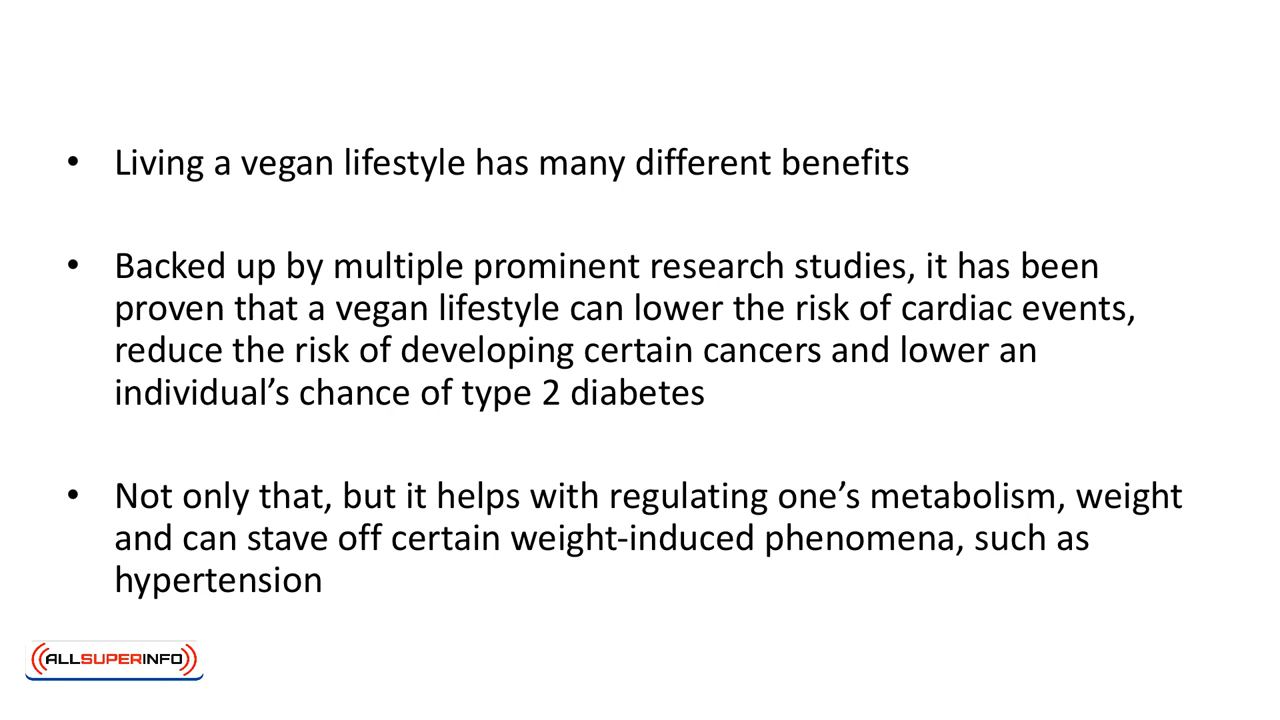 • Living a vegan lifestyle has many different benefits
• Backed up by multiple prominent research studies, it has been
proven that a vegan lifestyle can lower the risk of cardiac events,
reduce the risk of developing certain cancers and lower an
individual’s chance of type 2 diabetes
• Not only that, but it helps with regulating one’s metabolism, weight
and can stave off certain weight-induced phenomena, such as
hypertension
ALLSUPERINFO